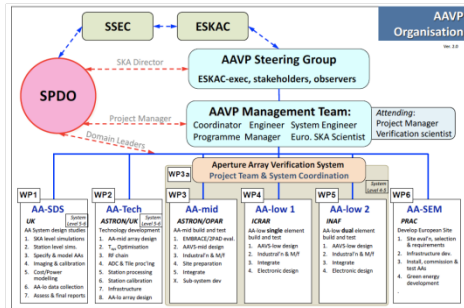 AAVP
Organisation
Ver. 2.0
SSEC
ESKAC
SKA Director
AAVP Steering Group
ESKAC-exec, stakeholders, observers
SPDO
Project Manager
AAVP Management Team:
Coordinator Engineer System Engineer
Programme Manager Euro. SKA Scientist
Attending:
Project Manager
Verification scientist
Domain Leaders
Aperture Array Verification System
Project Team & System Coordination
WP3a
WP1
AA-SDS
UK
System
Level 5-6
AA System design studies
1. SKA level simulations
2. Station level sims.
3. Specify & model AAs
4. Imaging & calibration
5. Cost/Power
modelling
6. AA-lo data collection
7. Assess & final reports
WP2
AA-Tech
ASTRON/UK
System
Level 5-6
Technology development
1. AA-mid array design
2. Optimisation
3. RF chain
4. ADC & Tile proc'ing
5. Station processing
6. Station calibration
7. Infrastructure
8. AA-lo array design
WP3
AA-mid
ASTRON/OPAR
AA-mid build and test
1. EMBRACE/2PAD eval.
2. AAVS-mid design
3. Industrial'n & M/F
4. Site preparation
5. Integrate
X. Sub-system dev
WP4
AA-low 1
ICRAR
AA-low single element
build and test
1. AAVS-low design
2. Industrial'n & M/F
3. Integrate
4. Electronic design
WP5
AA-low 2
INAF
System
AA-low dual element
build and test
1. AAVS-low design
2. Industrial'n & M/F
3. Integrate
4. Electronic design
WP6
AA-SEM
PRAC
Develop European Site
1. Site eval'n, selection
& requirements
2. Infrastructure dev.
3. Install, commission &
test AAs
4. Green energy
development